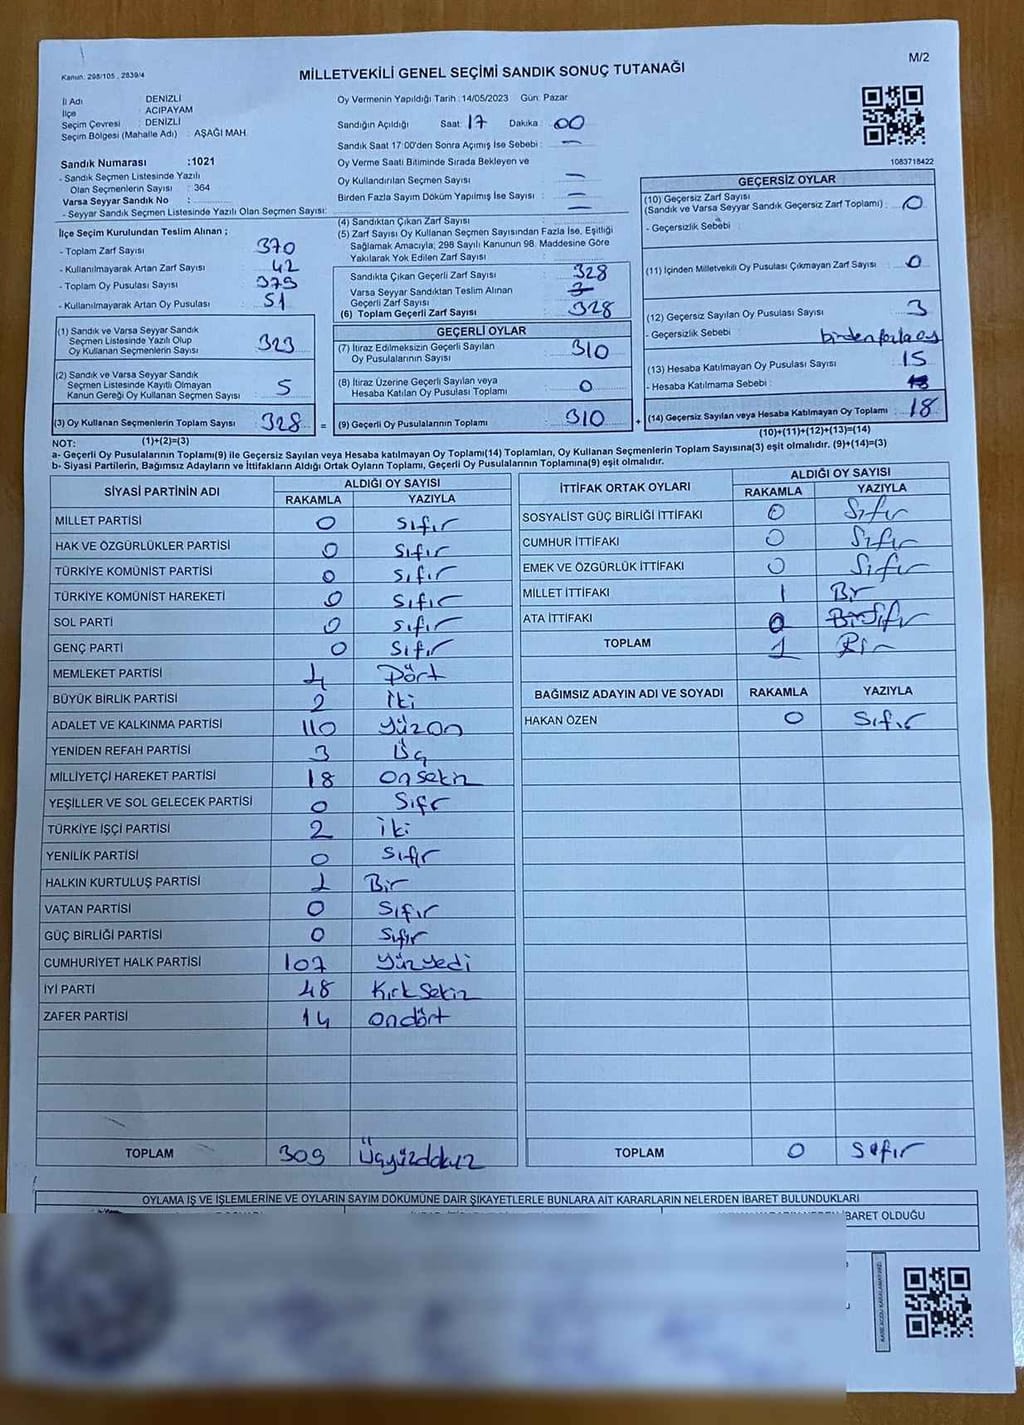 Kanun: 298/105 , 2839/4
MİLLETVEKİLİ GENEL SEÇİMİ SANDIK SONUÇ TUTANAĞI
M/2
İl Adı DENİZLİ
İlçe ACIPAYAM
Seçim Çevresi : DENİZLİ
Seçim Bölgesi (Mahalle Adı) : AŞAĞI MAH.
Oy Vermenin Yapıldığı Tarih : 14/05/2023 Gün: Pazar
Sandığın Açıldığı Saat: 17 Dakika : 00
Sandık Saat 17:00'den Sonra Açımış İse Sebebi : —
Oy Verme Saati Bitiminde Sırada Bekleyen ve
Oy Kullandırılan Seçmen Sayısı : —
Birden Fazla Sayım Döküm Yapılmış İse Sayısı : —
1083718422
Sandık Numarası :1021
- Sandık Seçmen Listesinde Yazılı
Olan Seçmenlerin Sayısı : 364
Varsa Seyyar Sandık No :
- Seyyar Sandık Seçmen Listesinde Yazılı Olan Seçmen Sayısı: —
İlçe Seçim Kurulundan Teslim Alınan ;
- Toplam Zarf Sayısı 370
- Kullanılmayarak Artan Zarf Sayısı : 42
- Toplam Oy Pusulası Sayısı : 379
- Kullanılmayarak Artan Oy Pusulası : 51
(1) Sandık ve Varsa Seyyar Sandık
Seçmen Listesinde Yazılı Olup
Oy Kullanan Seçmenlerin Sayısı : 323
(2) Sandık ve Varsa Seyyar Sandık
Seçmen Listesinde Kayıtlı Olmayan
Kanun Gereği Oy Kullanan Seçmen Sayısı : 5
(3) Oy Kullanan Seçmenlerin Toplam Sayısı : 328
(4) Sandıktan Çıkan Zarf Sayısı
(5) Zarf Sayısı Oy Kullanan Seçmen Sayısından Fazla İse, Eşitliği
Sağlamak Amacıyla, 298 Sayılı Kanunun 98. Maddesine Göre
Yakılarak Yok Edilen Zarf Sayısı
Sandıkta Çıkan Geçerli Zarf Sayısı 328
Varsa Seyyar Sandıktan Teslim Alınan
Geçerli Zarf Sayısı
(6) Toplam Geçerli Zarf Sayısı : 328
GEÇERLİ OYLAR
(7) İtiraz Edilmeksizin Geçerli Sayılan
Oy Pusulalarının Sayısı : 310
(8) İtiraz Üzerine Geçerli Sayılan veya
Hesaba Katılan Oy Pusulası Toplamı : 0
= (9) Geçerli Oy Pusulalarının Toplamı : 310 +
GEÇERSİZ OYLAR
(10) Geçersiz Zarf Sayısı
(Sandık ve Varsa Seyyar Sandık Geçersiz Zarf Toplamı) : 0
- Geçersizlik Sebebi :
(11) İçinden Milletvekili Oy Pusulası Çıkmayan Zarf Sayısı : 0
(12) Geçersiz Sayılan Oy Pusulası Sayısı : 3
- Geçersizlik Sebebi : birden fazla oy
(13) Hesaba Katılmayan Oy Pusulası Sayısı : 15
- Hesaba Katılmama Sebebi :
(14) Geçersiz Sayılan veya Hesaba Katılmayan Oy Toplamı : 18
NOT: (1)+(2)=(3)
(10)+(11)+(12)+(13)=(14)
a- Geçerli Oy Pusulalarının Toplamı(9) ile Geçersiz Sayılan veya Hesaba katılmayan Oy Toplamı(14) Toplamları, Oy Kullanan Seçmenlerin Toplam Sayısına(3) eşit olmalıdır. (9)+(14)=(3)
b- Siyasi Partilerin, Bağımsız Adayların ve İttifakların Aldığı Ortak Oyların Toplamı, Geçerli Oy Pusulalarının Toplamına(9) eşit olmalıdır.
SİYASİ PARTİNİN ADI ALDIĞI OY SAYISI
RAKAMLA YAZIYLA
MİLLET PARTİSİ 0 Sıfır
HAK VE ÖZGÜRLÜKLER PARTİSİ 0 Sıfır
TÜRKİYE KOMÜNİST PARTİSİ 0 Sıfır
TÜRKİYE KOMÜNİST HAREKETİ 0 Sıfır
SOL PARTİ 0 Sıfır
GENÇ PARTİ 0 Sıfır
MEMLEKET PARTİSİ 4 Dört
BÜYÜK BİRLİK PARTİSİ 2 İki
ADALET VE KALKINMA PARTİSİ 110 Yüzon
YENİDEN REFAH PARTİSİ 3 Üç
MİLLİYETÇİ HAREKET PARTİSİ 18 Onsekiz
YEŞİLLER VE SOL GELECEK PARTİSİ 0 Sıfır
TÜRKİYE İŞÇİ PARTİSİ 2 iki
YENİLİK PARTİSİ 0 Sıfır
HALKIN KURTULUŞ PARTİSİ 1 Bir
VATAN PARTİSİ 0 Sıfır
GÜÇ BİRLİĞİ PARTİSİ 0 Sıfır
CUMHURİYET HALK PARTİSİ 107 Yüzyedi
İYİ PARTİ 48 Kırksekiz
ZAFER PARTİSİ 14 Ondört
TOPLAM 309 Üçyüzdokuz
İTTİFAK ORTAK OYLARI ALDIĞI OY SAYISI
RAKAMLA YAZIYLA
SOSYALİST GÜÇ BİRLİĞİ İTTİFAKI 0 Sıfır
CUMHUR İTTİFAKI 0 Sıfır
EMEK VE ÖZGÜRLÜK İTTİFAKI 0 Sıfır
MİLLET İTTİFAKI 1 Bir
ATA İTTİFAKI 0 Bir Sıfır
TOPLAM 1 Bir
BAĞIMSIZ ADAYIN ADI VE SOYADI RAKAMLA YAZIYLA
HAKAN ÖZEN 0 Sıfır
TOPLAM 0 Sıfır
OYLAMA İŞ VE İŞLEMLERİNE VE OYLARIN SAYIM DÖKÜMÜNE DAİR ŞİKAYETLERLE BUNLARA AİT KARARLARIN NELERDEN İBARET BULUNDUKLARI
İBARET OLDUĞU